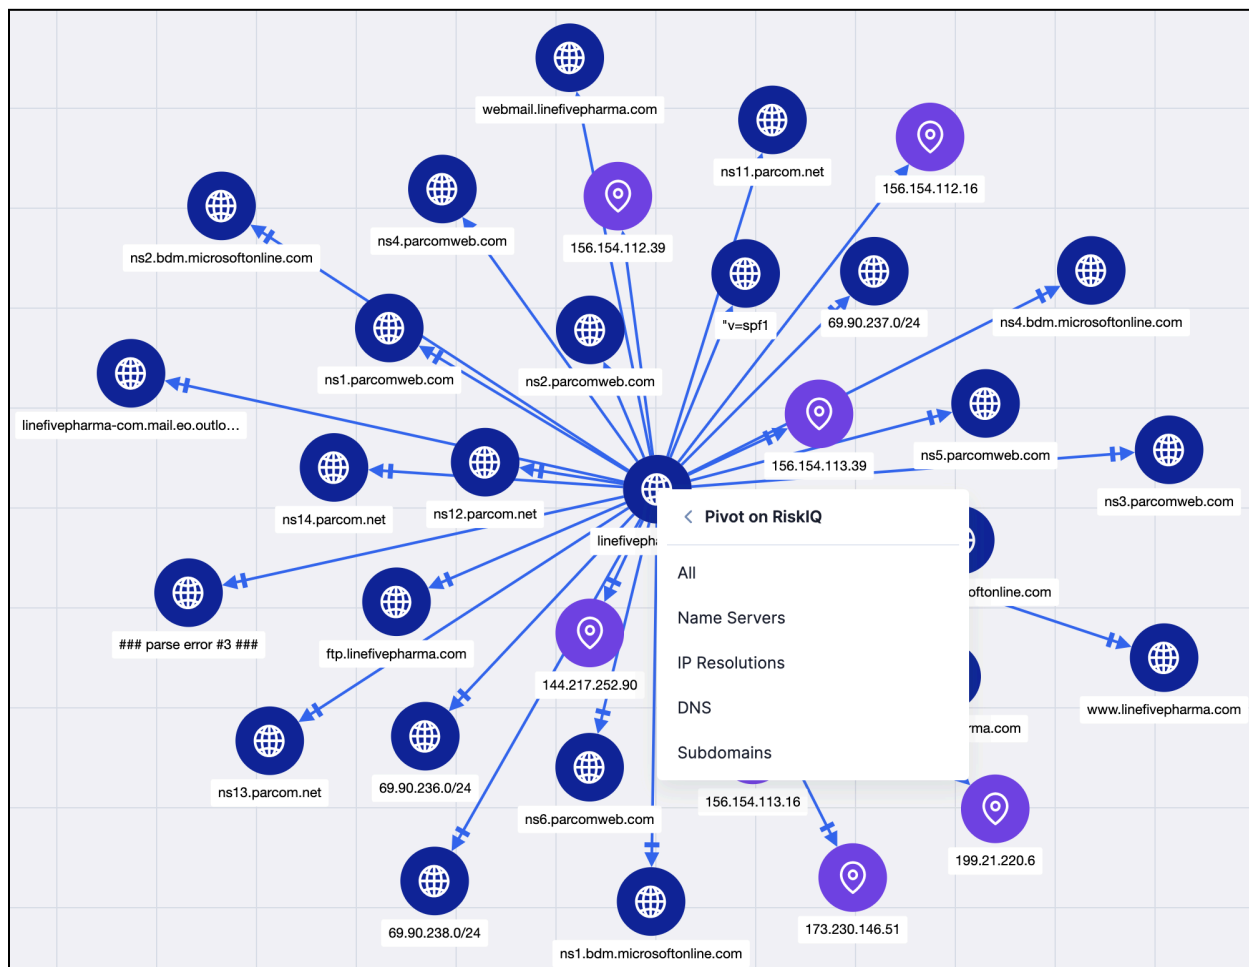 webmail.linefivepharma.com
ns11.parcom.net
156.154.112.16
ns4.parcomweb.com
156.154.112.39
ns2.bdm.microsoftonline.com
"v=spf1
69.90.237.0/24
ns4.bdm.microsoftonline.com
ns1.parcomweb.com
ns2.parcomweb.com
linefivepharma-com.mail.eo.outlo...
156.154.113.39
ns5.parcomweb.com
ns3.parcomweb.com
ns14.parcom.net
ns12.parcom.net
linefivepha
Pivot on RiskIQ
All
Name Servers
IP Resolutions
DNS
Subdomains
oftonline.com
### parse error #3 ###
ftp.linefivepharma.com
144.217.252.90
www.linefivepharma.com
rma.com
ns13.parcom.net
69.90.236.0/24
ns6.parcomweb.com
156.154.113.16
199.21.220.6
69.90.238.0/24
ns1.bdm.microsoftonline.com
173.230.146.51